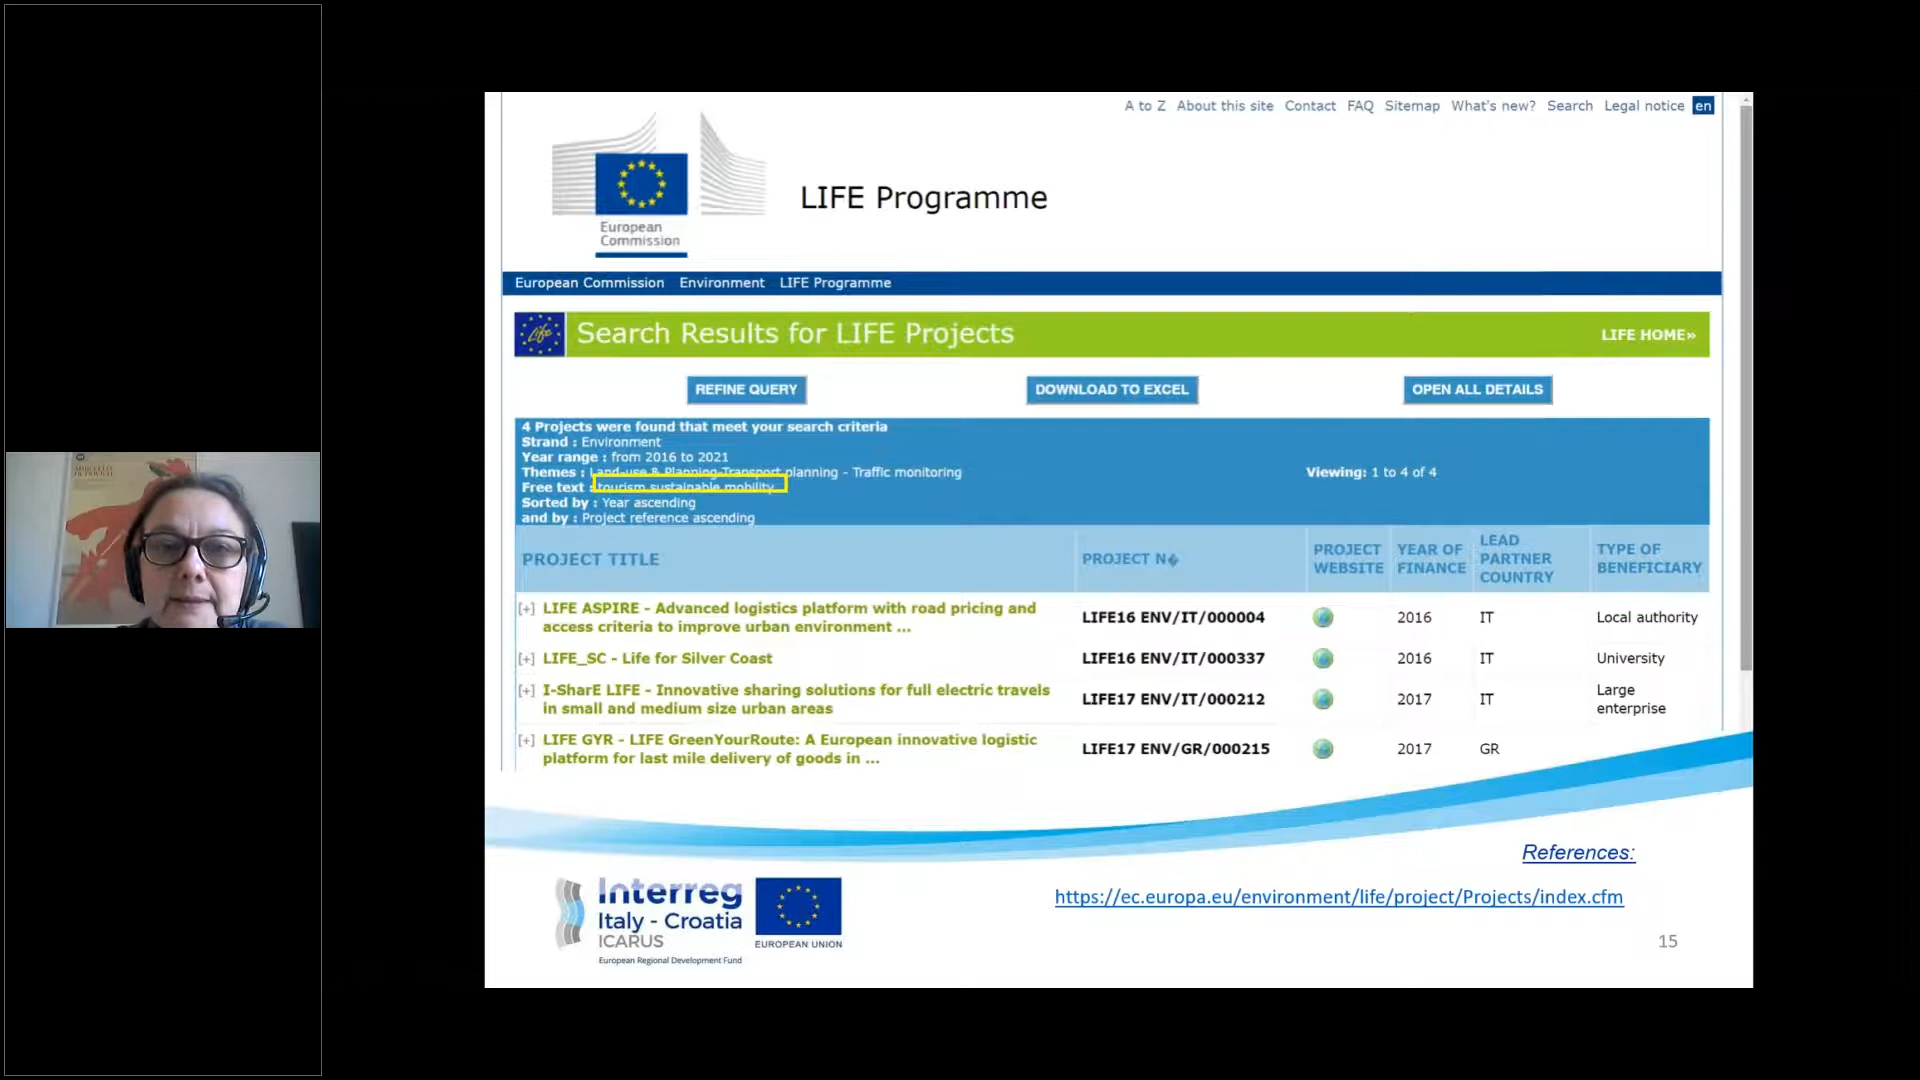 A to Z About this site Contact FAQ Sitemap What's new? Search Legal notice en
European
Commission
LIFE Programme
European Commission Environment LIFE Programme
Life
Search Results for LIFE Projects
LIFE HOME»
REFINE QUERY
DOWNLOAD TO EXCEL
OPEN ALL DETAILS
4 Projects were found that meet your search criteria
Strand : Environment
Year range : from 2016 to 2021
Themes : Land-use & Planning-Transport planning - Traffic monitoring
Free text : tourism sustainable mobility
Sorted by : Year ascending
and by : Project reference ascending
Viewing: 1 to 4 of 4
PROJECT TITLE
PROJECT N�
PROJECT
WEBSITE
YEAR OF
FINANCE
LEAD
PARTNER
COUNTRY
TYPE OF
BENEFICIARY
[+] LIFE ASPIRE - Advanced logistics platform with road pricing and
access criteria to improve urban environment ...
LIFE16 ENV/IT/000004
2016
IT
Local authority
[+] LIFE_SC - Life for Silver Coast
LIFE16 ENV/IT/000337
2016
IT
University
[+] I-SharE LIFE - Innovative sharing solutions for full electric travels
in small and medium size urban areas
LIFE17 ENV/IT/000212
2017
IT
Large
enterprise
[+] LIFE GYR - LIFE GreenYourRoute: A European innovative logistic
platform for last mile delivery of goods in ...
LIFE17 ENV/GR/000215
2017
GR
References:
https://ec.europa.eu/environment/life/project/Projects/index.cfm
Interreg
Italy - Croatia
ICARUS
European Regional Development Fund
EUROPEAN UNION
15